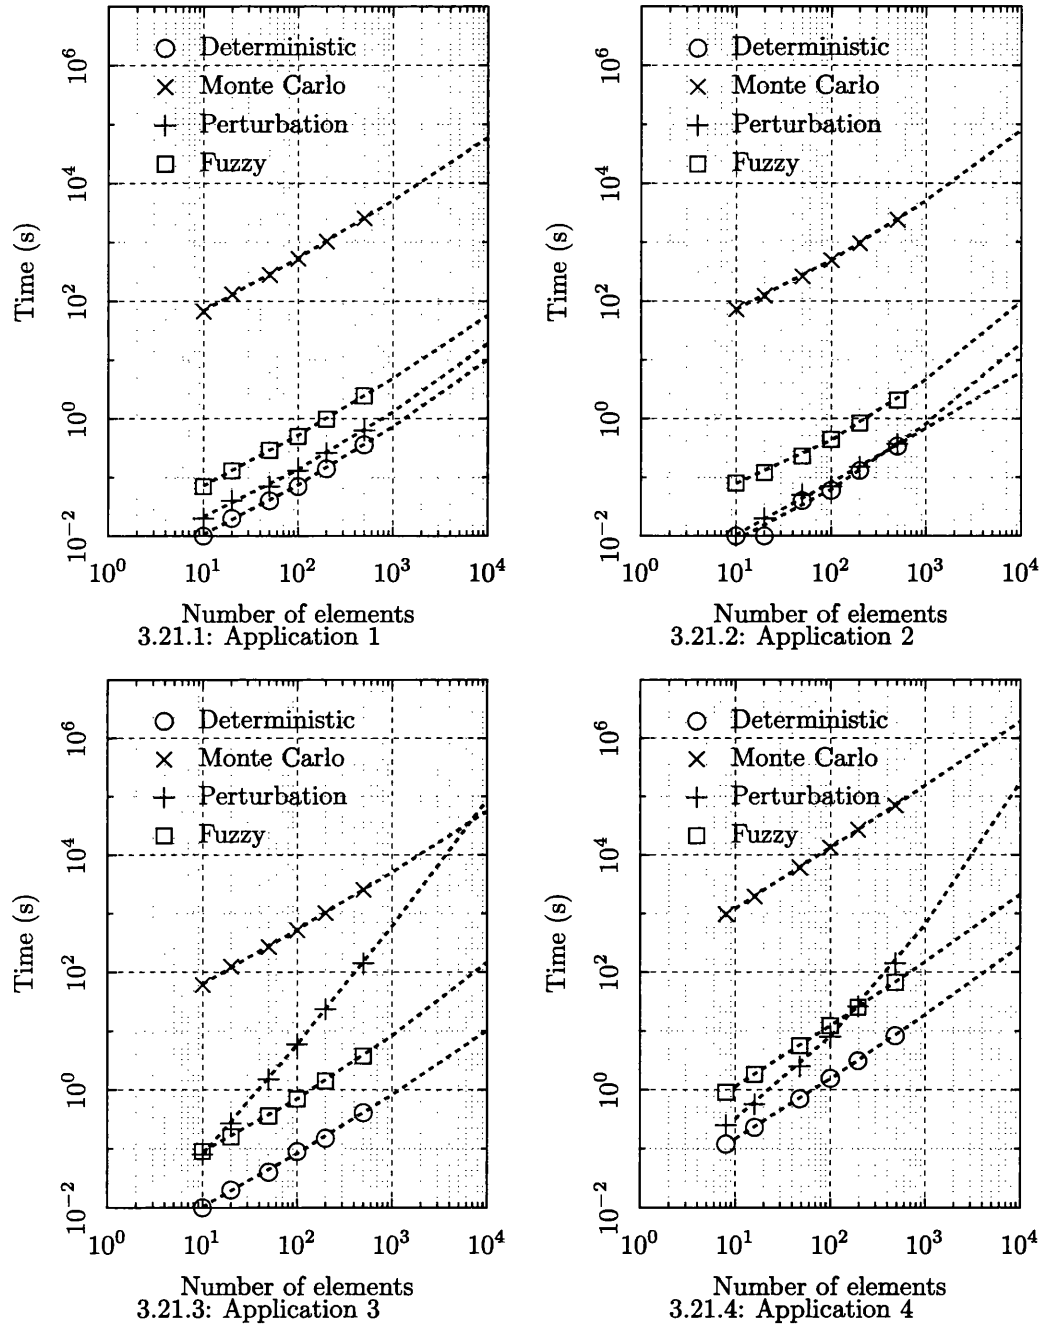 Deterministic
Monte Carlo
Perturbation
Fuzzy
10^6
10^4
10^2
10^0
10^-2
Time (s)
10^0 10^1 10^2 10^3 10^4
Number of elements
3.21.1: Application 1
Deterministic
Monte Carlo
Perturbation
Fuzzy
10^6
10^4
10^2
10^0
10^-2
Time (s)
10^0 10^1 10^2 10^3 10^4
Number of elements
3.21.2: Application 2
Deterministic
Monte Carlo
Perturbation
Fuzzy
10^6
10^4
10^2
10^0
10^-2
Time (s)
10^0 10^1 10^2 10^3 10^4
Number of elements
3.21.3: Application 3
Deterministic
Monte Carlo
Perturbation
Fuzzy
10^6
10^4
10^2
10^0
10^-2
Time (s)
10^0 10^1 10^2 10^3 10^4
Number of elements
3.21.4: Application 4